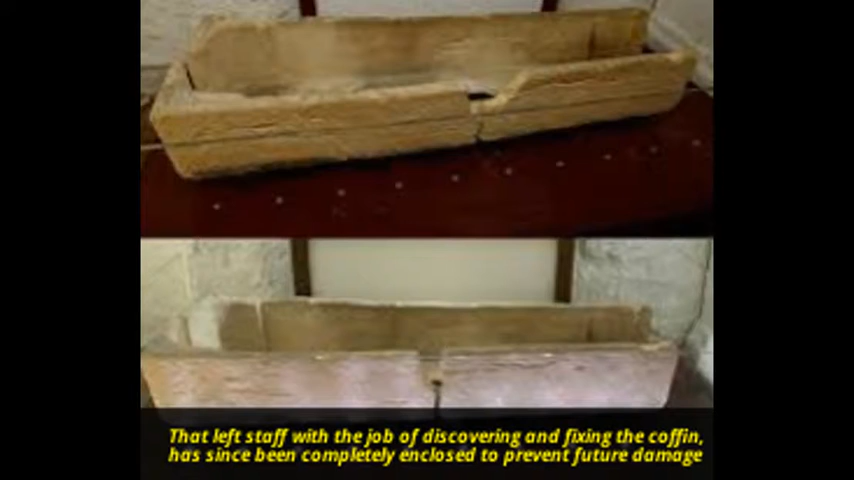 That left staff with the job of discovering and fixing the coffin,
has since been completely enclosed to prevent future damage